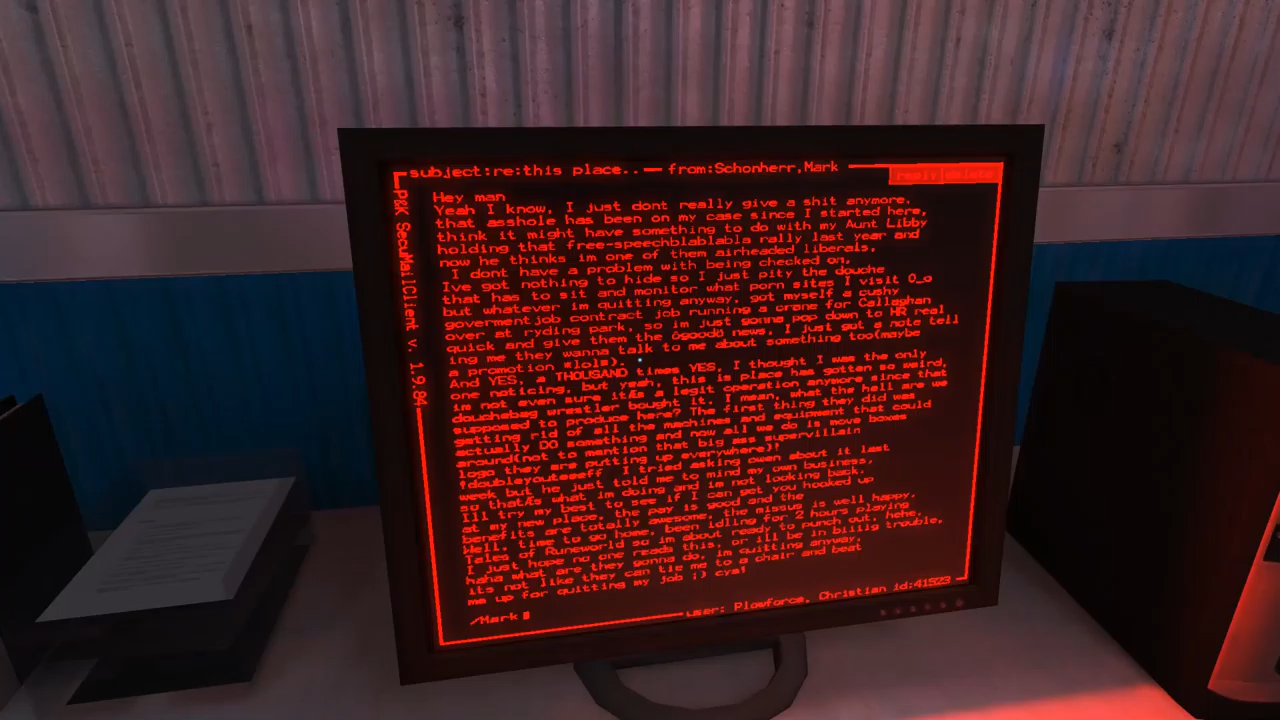 subject:re:this place.. from:Schonherr,Mark
reply delete
P&K SecuMailClient v. 1.9.84
Hey man
Yeah I know, I just dont really give a shit anymore.
that asshole has been on my case since I started here,
think it might have something to do with my Aunt Libby
holding that free-speechblablabla rally last year and
now he thinks im one of them airheaded liberals.
I dont have a problem with being checked on,
Ive got nothing to hide so I just pity the douche
that has to sit and monitor what porn sites I visit O_o
but whatever im quitting anyway, got myself a cushy
govermentjob contract job running a crane for Callaghan
over at ryding park, so im just gonna pop down to HR real
quick and give them the ôgoodö news, I just got a note tell
ing me they wanna talk to me about something too(maybe
a promotion *lol*).
And YES, a THOUSAND times YES, I thought I was the only
one noticing, but yeah, this is place has gotten so weird,
im not even sure itÆs a legit operation anymore since that
douchebag wrestler bought it. I mean, what the hell are we
supposed to produce here? The first thing they did was
getting rid of all the machines and equipment that could
actually DO something and now all we do is move boxes
around(not to mention that big ass supervillain
logo they are putting up everywhere)!
I tried asking owen about it last
week but he just told me to mind my own business,
so thatÆs what im doing and im not looking back.
Ill try my best to see if I can get you hooked up
at my new place, the pay is good and the
benefits are totally awesome, the missus is well happy.
Well, time to go home, been idling for 2 hours playing
Tales of Runeworld so im about ready to punch out, hehe.
I just hope no one reads this, or ill be in biiiig trouble,
haha what are they gonna do, im quitting anyway,
its not like they can tie me to a chair and beat
me up for quitting my job ;) cya!
/Mark
user: Plowforce, Christian id:41523